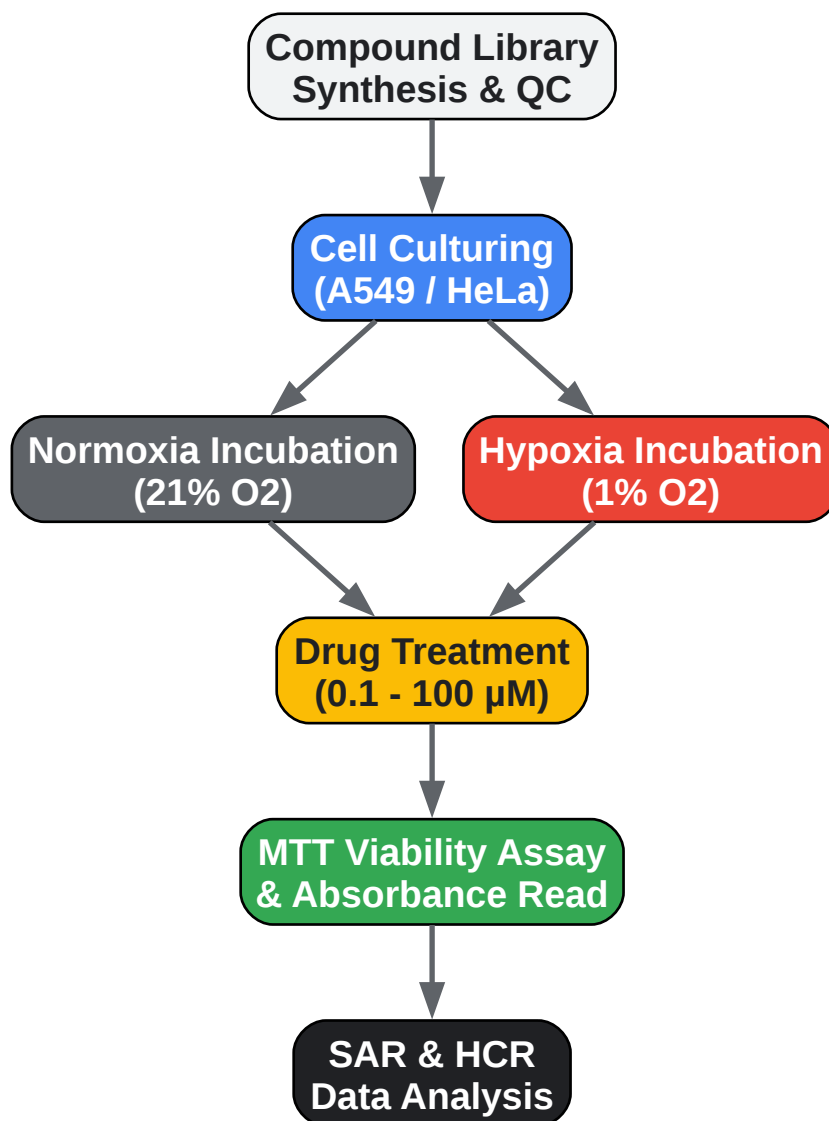 Compound Library
Synthesis & QC
Cell Culturing
(A549 / HeLa)
Normoxia Incubation
(21% O2)
Hypoxia Incubation
(1% O2)
Drug Treatment
(0.1 - 100 µM)
MTT Viability Assay
& Absorbance Read
SAR & HCR
Data Analysis